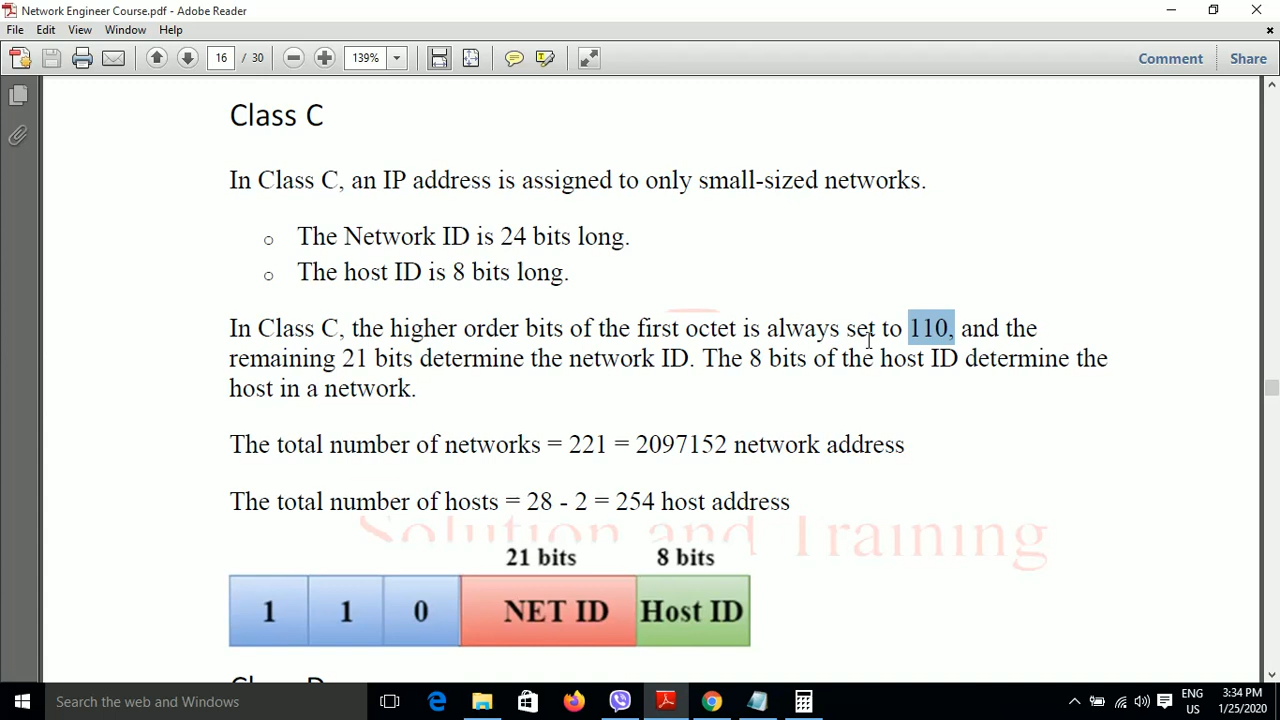 Network Engineer Course.pdf - Adobe Reader
File Edit View Window Help
16 / 30 139% Comment Share
Class C
In Class C, an IP address is assigned to only small-sized networks.
o The Network ID is 24 bits long.
o The host ID is 8 bits long.
In Class C, the higher order bits of the first octet is always set to 110, and the
remaining 21 bits determine the network ID. The 8 bits of the host ID determine the
host in a network.
The total number of networks = 221 = 2097152 network address
The total number of hosts = 28 - 2 = 254 host address
Solution and Training
21 bits 8 bits
1 1 0 NET ID Host ID
Class D
Search the web and Windows
ENG 3:34 PM
US 1/25/2020